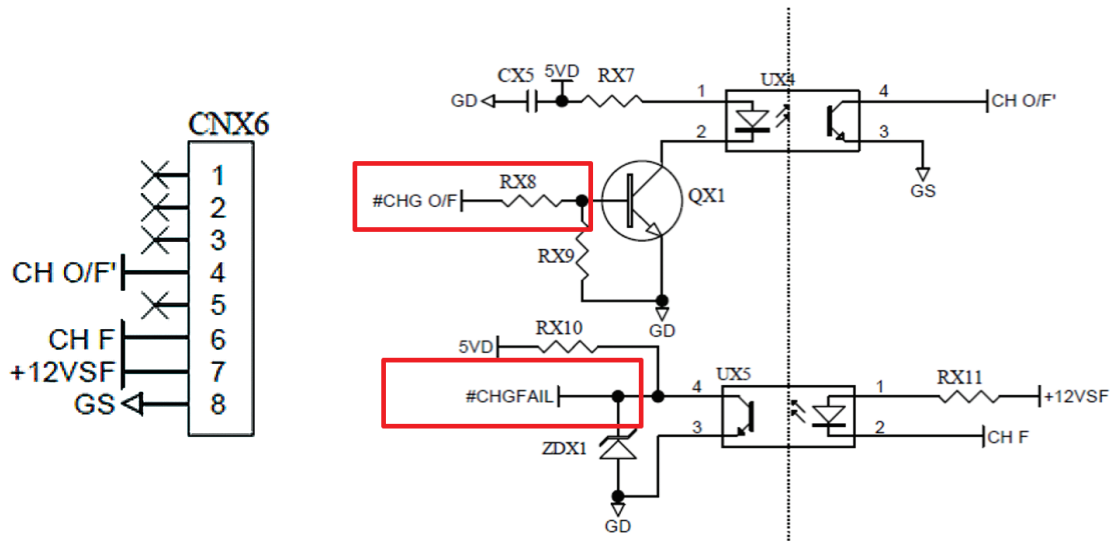 CNX6
1
2
3
CH O/F' 4
5
CH F 6
+12VSF 7
GS 8
CX5 5VD RX7 UX4
GD 1 4 CH O/F'
2 3
GS
#CHG O/F RX8 QX1
RX9
GD
RX10
5VD
#CHGFAIL UX5 4 1 RX11 +12VSF
ZDX1 3 2 CH F
GD